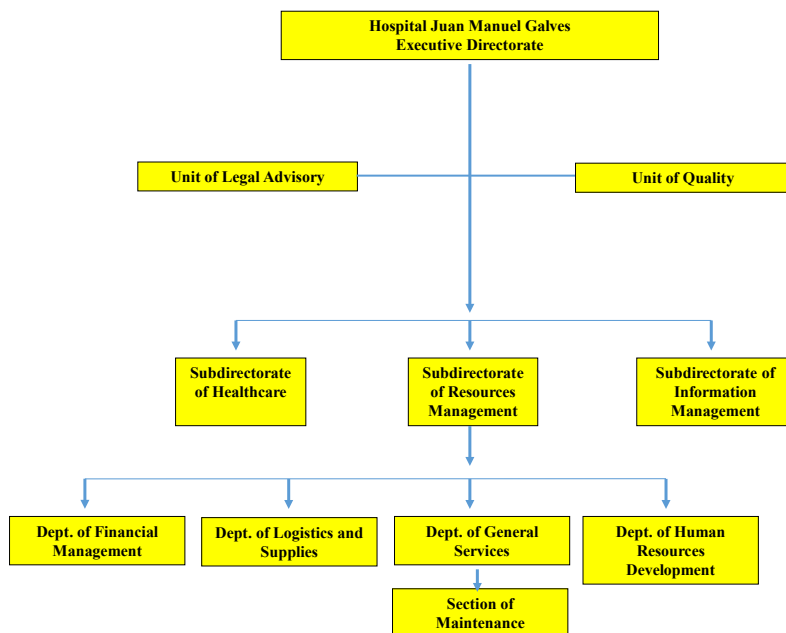 Hospital Juan Manuel Galves
Executive Directorate
Unit of Legal Advisory
Unit of Quality
Subdirectorate
of Healthcare
Subdirectorate
of Resources
Management
Subdirectorate of
Information
Management
Dept. of Financial
Management
Dept. of Logistics and
Supplies
Dept. of General
Services
Dept. of Human
Resources
Development
Section of
Maintenance